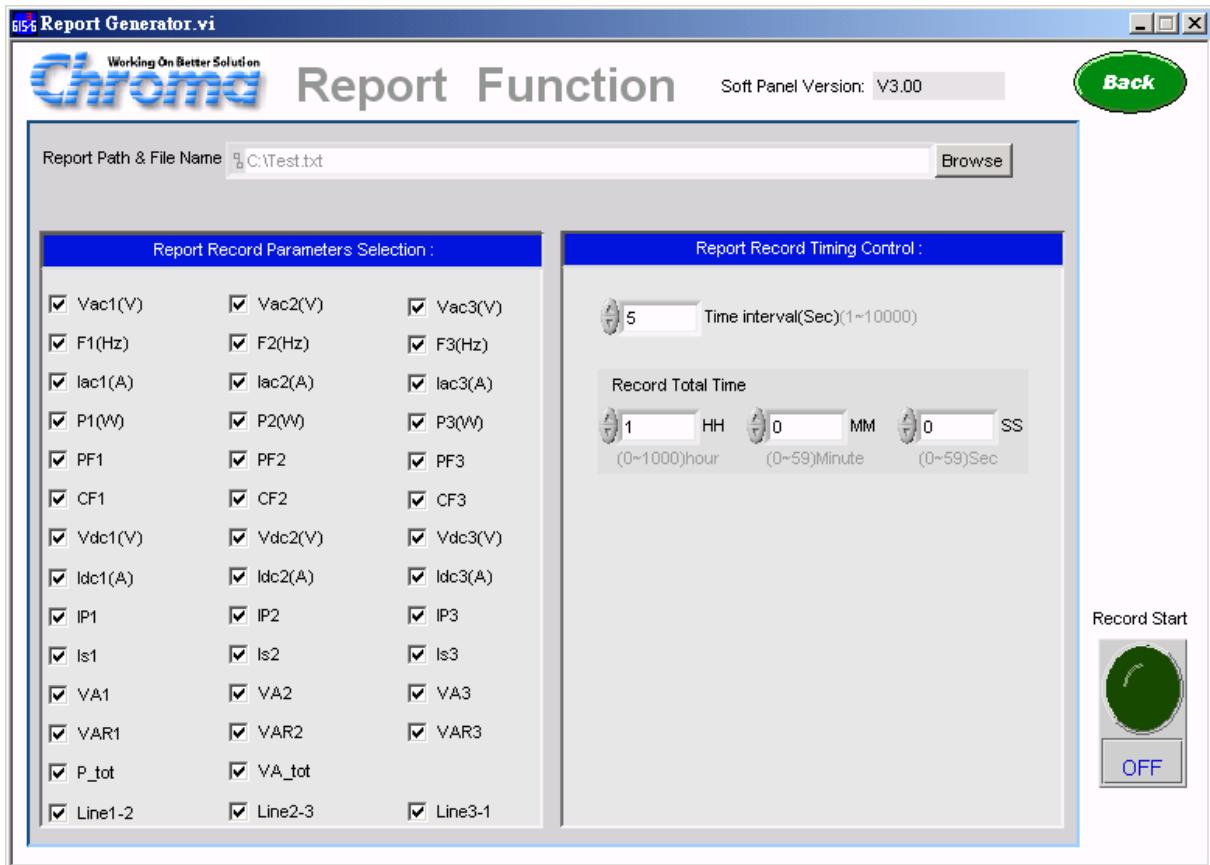 Report Generator.vi
Working On Better Solution
Chroma
Report Function
Soft Panel Version: V3.00
Back
Report Path & File Name C:\Test.txt Browse
Report Record Parameters Selection :
Vac1(V) Vac2(V) Vac3(V)
F1(Hz) F2(Hz) F3(Hz)
Iac1(A) Iac2(A) Iac3(A)
P1(W) P2(W) P3(W)
PF1 PF2 PF3
CF1 CF2 CF3
Vdc1(V) Vdc2(V) Vdc3(V)
Idc1(A) Idc2(A) Idc3(A)
IP1 IP2 IP3
Is1 Is2 Is3
VA1 VA2 VA3
VAR1 VAR2 VAR3
P_tot VA_tot
Line1-2 Line2-3 Line3-1
Report Record Timing Control :
5 Time interval(Sec)(1~10000)
Record Total Time
1 HH 0 MM 0 SS
(0~1000)hour (0~59)Minute (0~59)Sec
Record Start
OFF